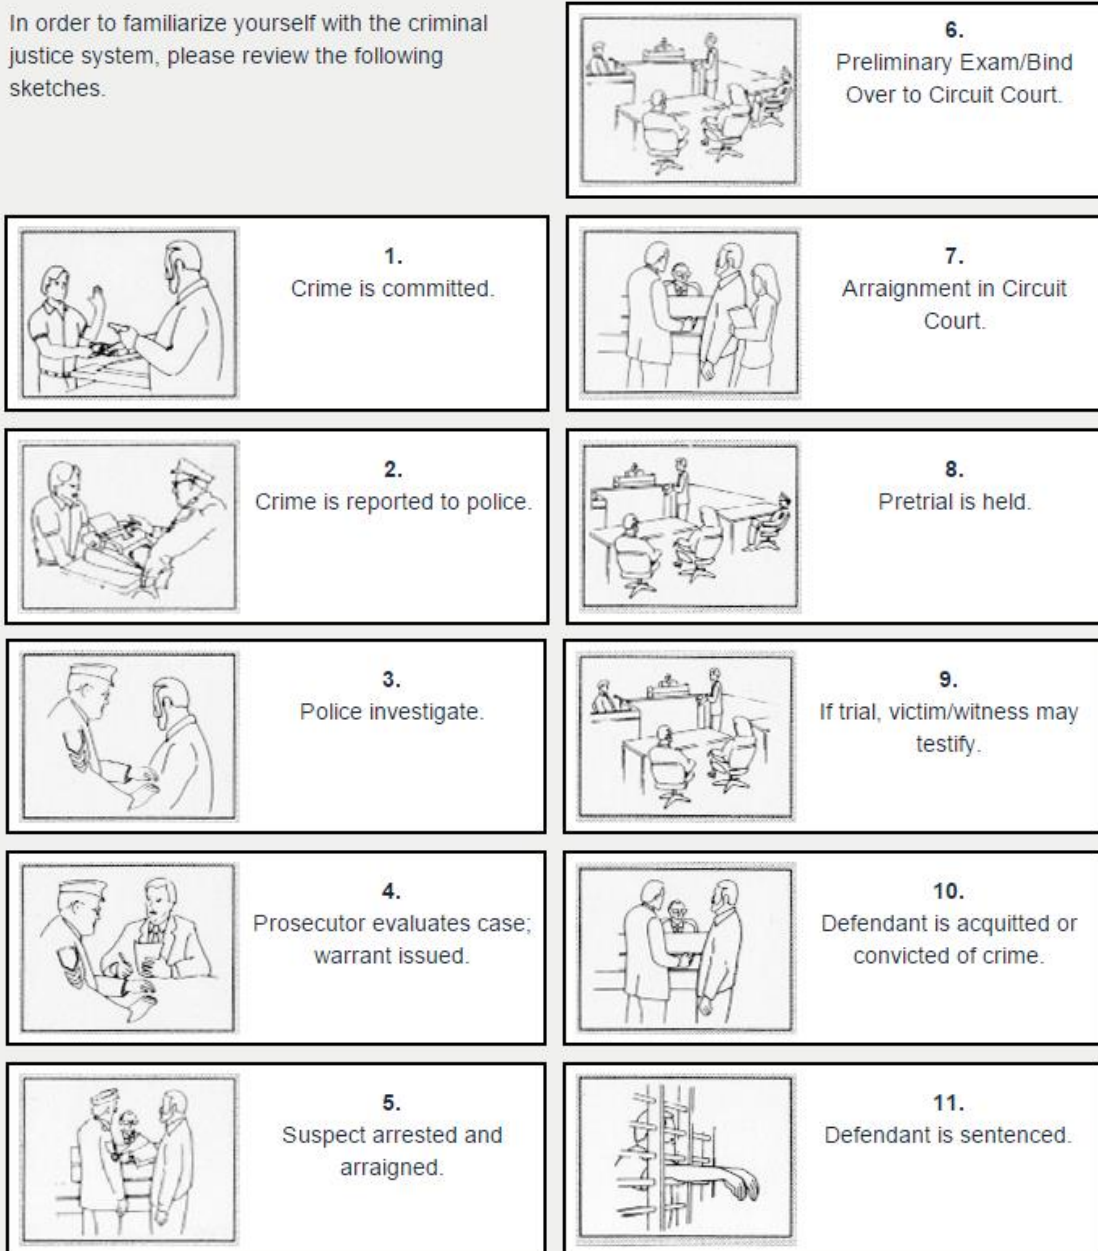 In order to familiarize yourself with the criminal
justice system, please review the following
sketches.
1.
Crime is committed.
2.
Crime is reported to police.
3.
Police investigate.
4.
Prosecutor evaluates case;
warrant issued.
5.
Suspect arrested and
arraigned.
6.
Preliminary Exam/Bind
Over to Circuit Court.
7.
Arraignment in Circuit
Court.
8.
Pretrial is held.
9.
If trial, victim/witness may
testify.
10.
Defendant is acquitted or
convicted of crime.
11.
Defendant is sentenced.